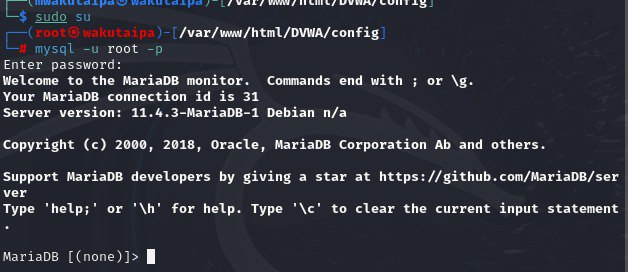 (mwakutaipa㉿wakutaipa)-[/var/www/html/DVWA/config]
$ sudo su
(root㉿wakutaipa)-[/var/www/html/DVWA/config]
# mysql -u root -p
Enter password:
Welcome to the MariaDB monitor.  Commands end with ; or \g.
Your MariaDB connection id is 31
Server version: 11.4.3-MariaDB-1 Debian n/a
Copyright (c) 2000, 2018, Oracle, MariaDB Corporation Ab and others.
Support MariaDB developers by giving a star at https://github.com/MariaDB/ser
ver
Type 'help;' or '\h' for help. Type '\c' to clear the current input statement
.
MariaDB [(none)]>